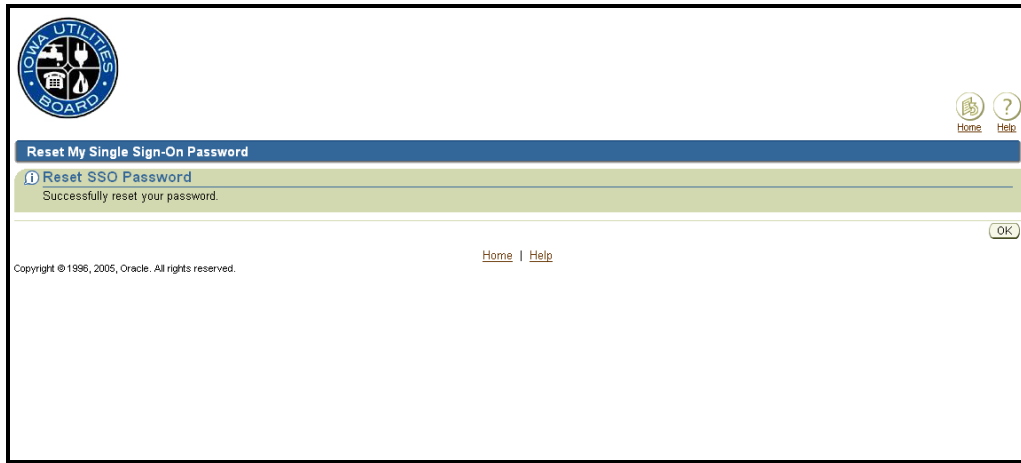 IOWA UTILITIES
BOARD
Home Help
Reset My Single Sign-On Password
Reset SSO Password
Successfully reset your password.
OK
Home | Help
Copyright © 1996, 2005, Oracle. All rights reserved.